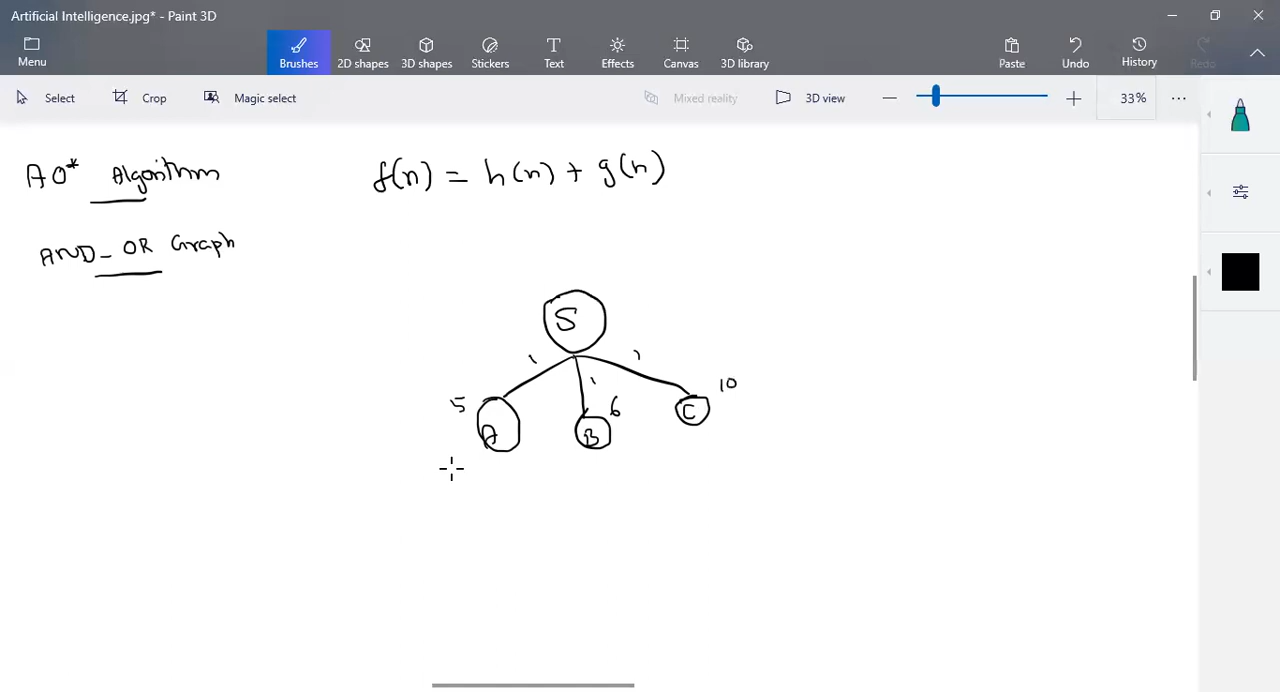 Artificial Intelligence.jpg* - Paint 3D
Menu
Brushes
2D shapes
3D shapes
Stickers
Text
Effects
Canvas
3D library
Paste
Undo
History
Redo
Select
Crop
Magic select
Mixed reality
3D view
33%
AO* Algorithm
f(n) = h(n) + g(n)
AND-OR Graph
S
1 1 1
5 6 10
A B C